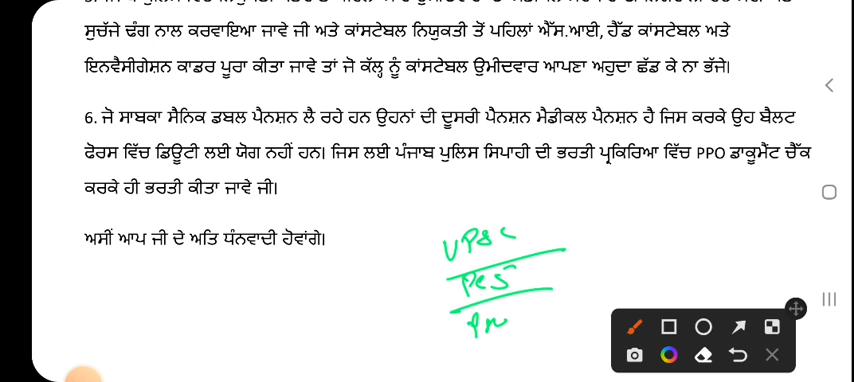 ਸੁਚੱਜੇ ਢੰਗ ਨਾਲ ਕਰਵਾਇਆ ਜਾਵੇ ਜੀ ਅਤੇ ਕਾਂਸਟੇਬਲ ਨਿਯੁਕਤੀ ਤੋਂ ਪਹਿਲਾਂ ਐੱਸ.ਆਈ, ਹੈੱਡ ਕਾਂਸਟੇਬਲ ਅਤੇ
ਇਨਵੈਸੀਗੇਸ਼ਨ ਕਾਡਰ ਪੂਰਾ ਕੀਤਾ ਜਾਵੇ ਤਾਂ ਜੋ ਕੱਲ੍ਹ ਨੂੰ ਕਾਂਸਟੇਬਲ ਉਮੀਦਵਾਰ ਆਪਣਾ ਅਹੁਦਾ ਛੱਡ ਕੇ ਨਾ ਭੱਜੇ।
6. ਜੋ ਸਾਬਕਾ ਸੈਨਿਕ ਡਬਲ ਪੈਨਸ਼ਨ ਲੈ ਰਹੇ ਹਨ ਉਹਨਾਂ ਦੀ ਦੂਸਰੀ ਪੈਨਸ਼ਨ ਮੈਡੀਕਲ ਪੈਨਸ਼ਨ ਹੈ ਜਿਸ ਕਰਕੇ ਉਹ ਬੈਲਟ
ਫੋਰਸ ਵਿੱਚ ਡਿਊਟੀ ਲਈ ਯੋਗ ਨਹੀਂ ਹਨ। ਜਿਸ ਲਈ ਪੰਜਾਬ ਪੁਲਿਸ ਸਿਪਾਹੀ ਦੀ ਭਰਤੀ ਪ੍ਰਕਿਰਿਆ ਵਿੱਚ PPO ਡਾਕੂਮੈਂਟ ਚੈੱਕ
ਕਰਕੇ ਹੀ ਭਰਤੀ ਕੀਤਾ ਜਾਵੇ ਜੀ।
ਅਸੀਂ ਆਪ ਜੀ ਦੇ ਅਤਿ ਧੰਨਵਾਦੀ ਹੋਵਾਂਗੇ।
UPSC
PCS